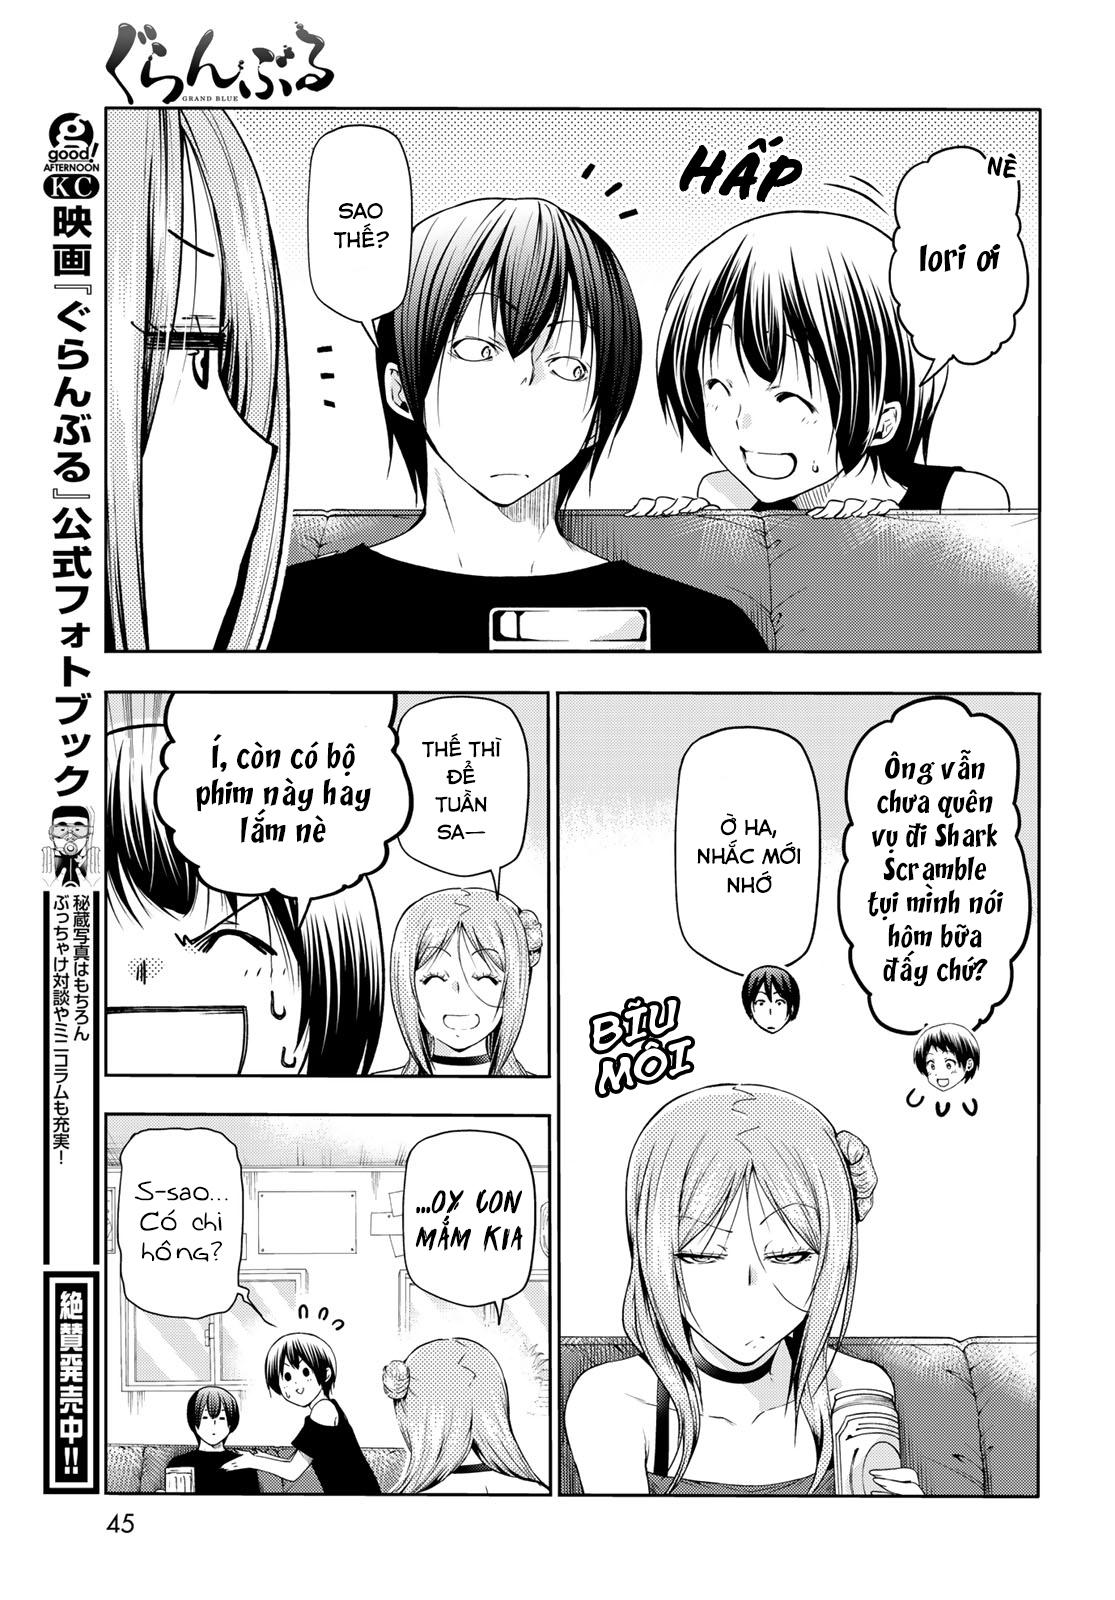 ぐらんぶる
GRAND BLUE
good!
AFTERNOON
KC
映画『ぐらんぶる』公式フォトブック
秘蔵写真はもちろん
ぶっちゃけ対談やミニコラムも充実!
絶賛発売中!!
NÈ
Iori ơi
HẤP
SAO
THẾ?
Ông vẫn
chưa quên
vụ đi Shark
Scramble
tụi mình nói
hôm bữa
đấy chứ?
Ờ HA,
NHẮC MỚI
NHỚ
BĨU
MÔI
THẾ THÌ
ĐỂ
TUẦN
SA—
Í, còn có bộ
phim này hay
lắm nè
...OY CON
MẮM KIA
S-sao...
Có chi
hông?
45